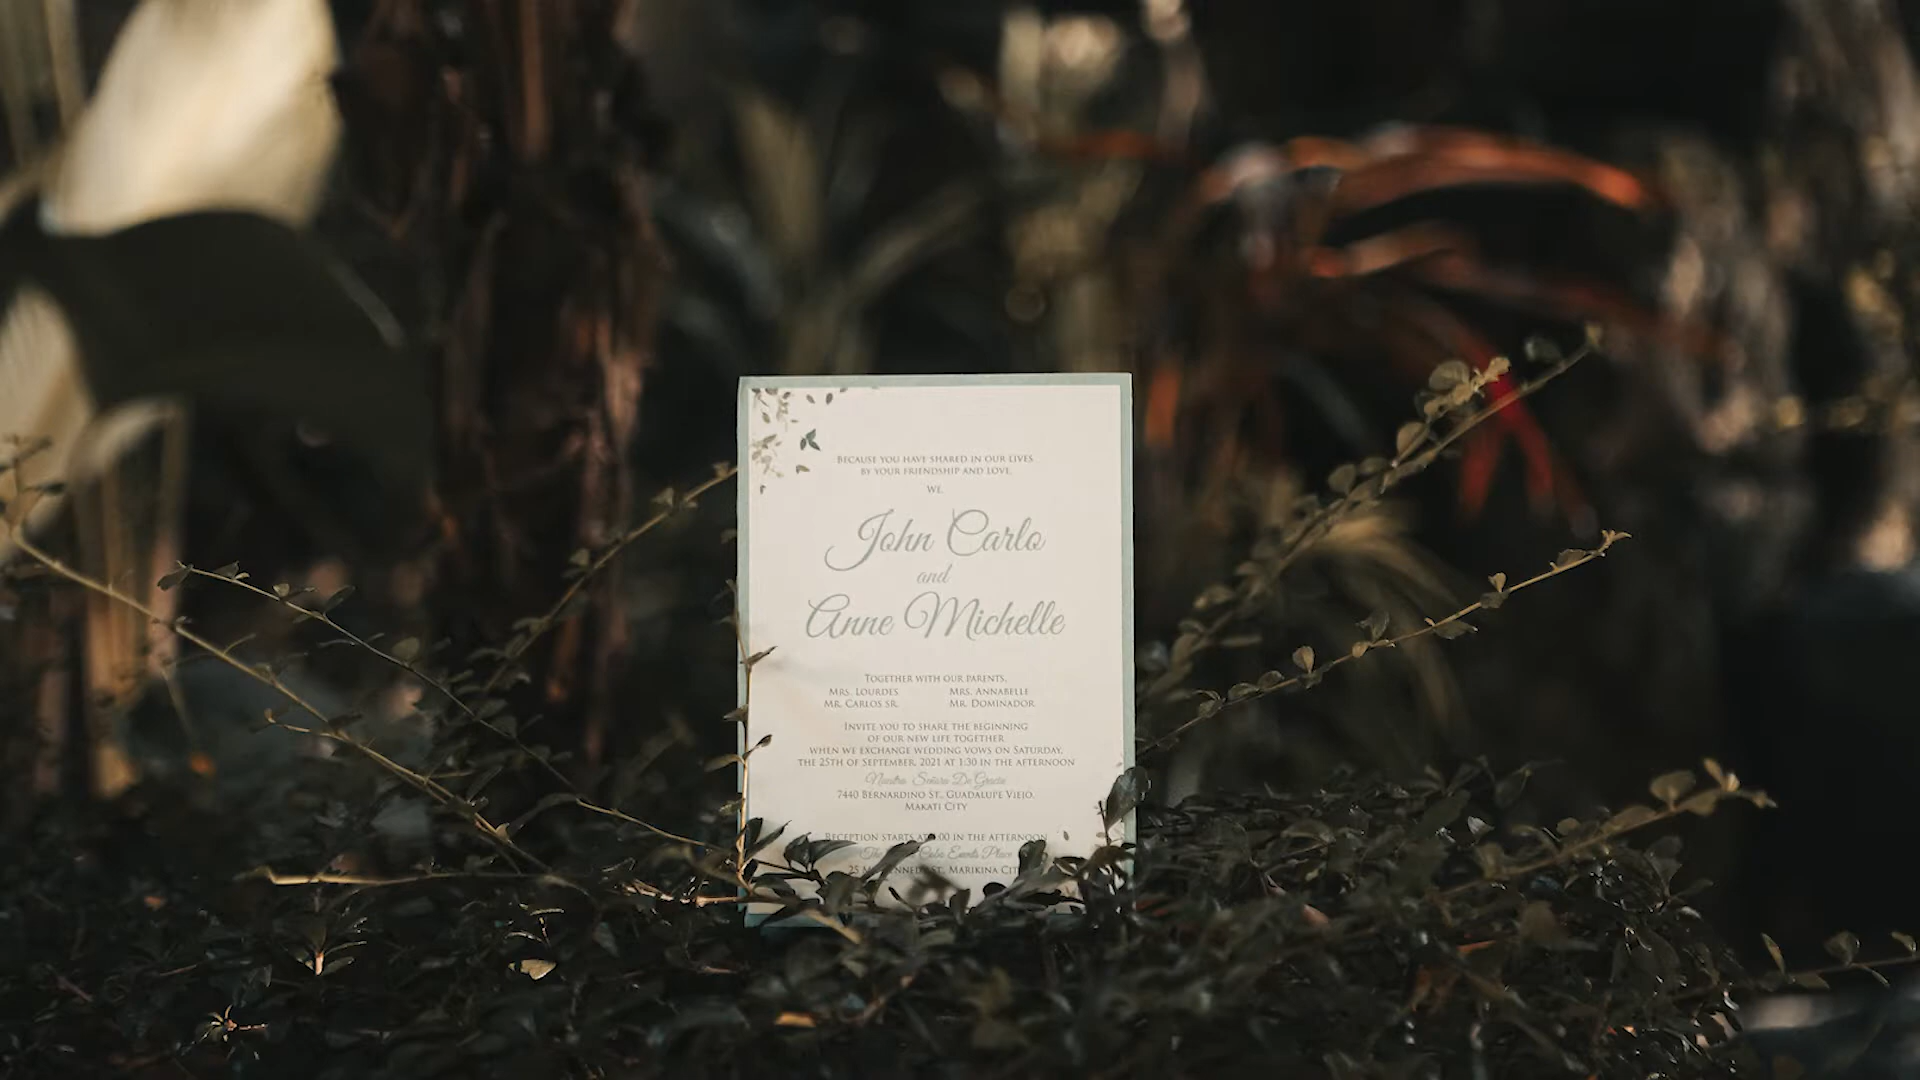 Because you have shared in our lives
by your friendship and love,
we,
John Carlo
and
Anne Michelle
Together with our parents,
Mrs. Lourdes Mrs. Annabelle
Mr. Carlos Sr. Mr. Dominador
Invite you to share the beginning
of our new life together
when we exchange wedding vows on Saturday,
the 25th of September, 2021 at 1:30 in the afternoon
Nuestra Señora De Gracia
7440 Bernardino St., Guadalupe Viejo,
Makati City
Reception starts at :00 in the afternoon
The Events Place
25 St., Marikina City